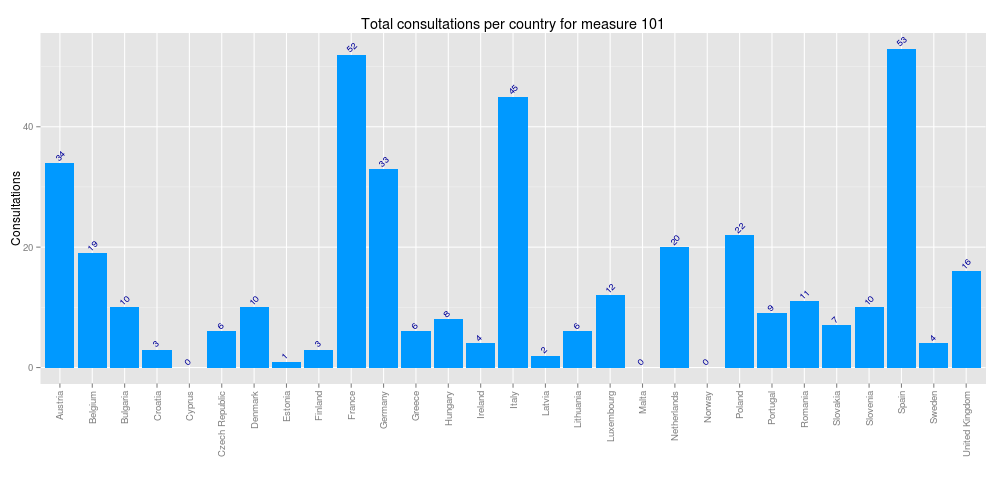 Total consultations per country for measure 101
Consultations
40
20
0
34
19
10
3
0
6
10
1
3
52
33
6
8
4
45
2
6
12
0
20
0
22
9
11
7
10
53
4
16
Austria
Belgium
Bulgaria
Croatia
Cyprus
Czech Republic
Denmark
Estonia
Finland
France
Germany
Greece
Hungary
Ireland
Italy
Latvia
Lithuania
Luxembourg
Malta
Netherlands
Norway
Poland
Portugal
Romania
Slovakia
Slovenia
Spain
Sweden
United Kingdom